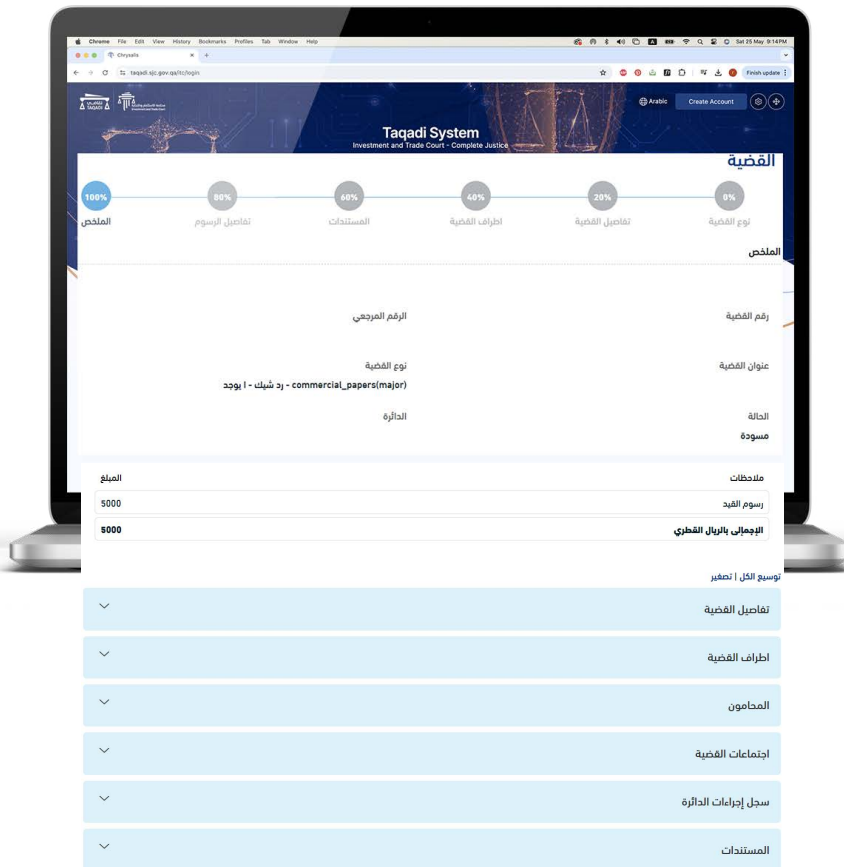 Chrome File Edit View History Bookmarks Profiles Tab Window Help
Sat 25 May 9:14 PM
Chrysalis
taqadi.sjc.gov.qa/itc/login
Finish update
TAQADI
Arabic
Create Account
Taqadi System
Investment and Trade Court - Complete Justice
القضية
0% 20% 40% 60% 80% 100%
نوع القضية تفاصيل القضية اطراف القضية المستندات تفاصيل الرسوم الملخص
الملخص
رقم القضية الرقم المرجعي
عنوان القضية نوع القضية
commercial_papers(major) - رد شيك - ا يوجد
الحالة الدائرة
مسودة
ملاحظات المبلغ
رسوم القيد 5000
الإجمإلى بالريال القطري 5000
توسيع الكل | تصغير
تفاصيل القضية
اطراف القضية
المحامون
اجتماعات القضية
سجل إجراءات الدائرة
المستندات